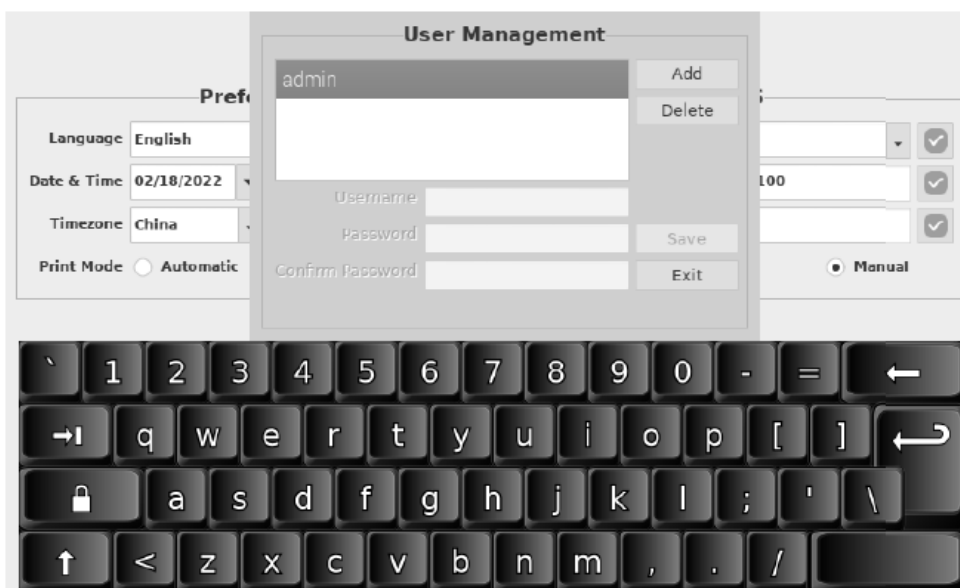 User Management
admin
Add
Delete
Pref
Language English
Date & Time 02/18/2022
100
Username
Timezone China
Password
Save
Print Mode Automatic
Confirm Password
Exit
Manual
` 1 2 3 4 5 6 7 8 9 0 - =
q w e r t y u i o p [ ]
a s d f g h j k l ; ' \
< z x c v b n m , . /